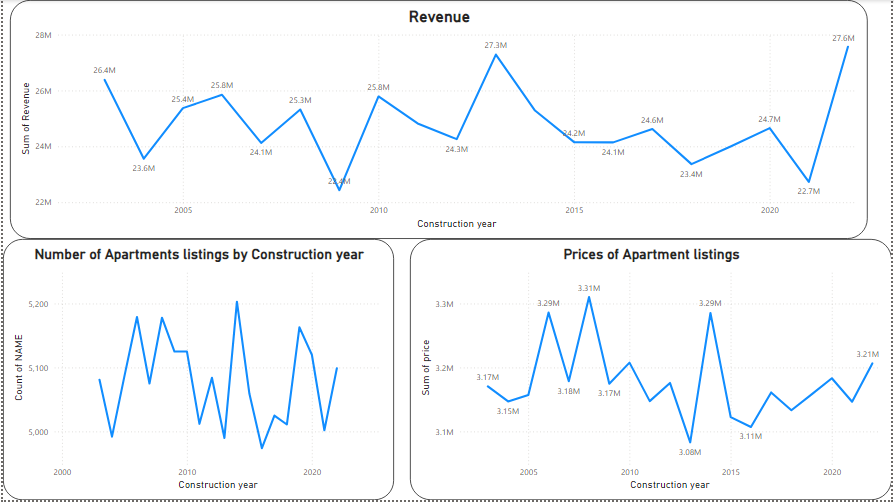 Revenue
28M
26M
24M
22M
Sum of Revenue
26.4M
23.6M
25.4M
25.8M
24.1M
25.3M
22.4M
25.8M
24.3M
27.3M
24.2M
24.1M
24.6M
23.4M
24.7M
22.7M
27.6M
2005
2010
2015
2020
Construction year
Number of Apartments listings by Construction year
5,200
5,100
5,000
Count of NAME
2000
2010
2020
Construction year
Prices of Apartment listings
3.3M
3.2M
3.1M
Sum of price
3.17M
3.15M
3.29M
3.18M
3.31M
3.17M
3.08M
3.29M
3.11M
3.21M
2005
2010
2015
2020
Construction year